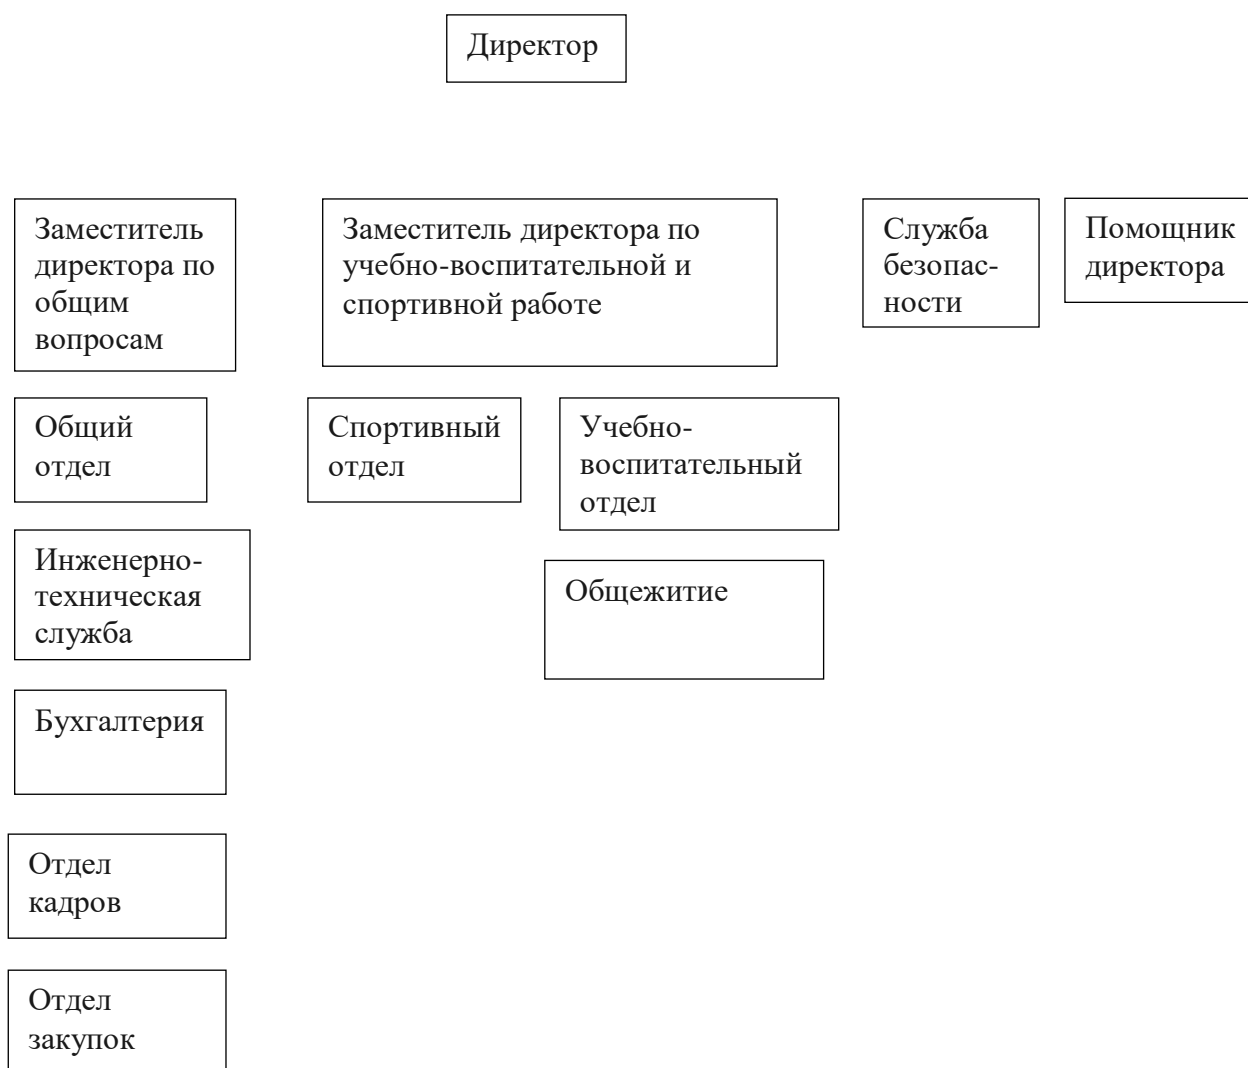 Директор
Заместитель
директора по
общим
вопросам
Заместитель директора по
учебно-воспитательной и
спортивной работе
Служба
безопас-
ности
Помощник
директора
Общий
отдел
Спортивный
отдел
Учебно-
воспитательный
отдел
Инженерно-
техническая
служба
Общежитие
Бухгалтерия
Отдел
кадров
Отдел
закупок